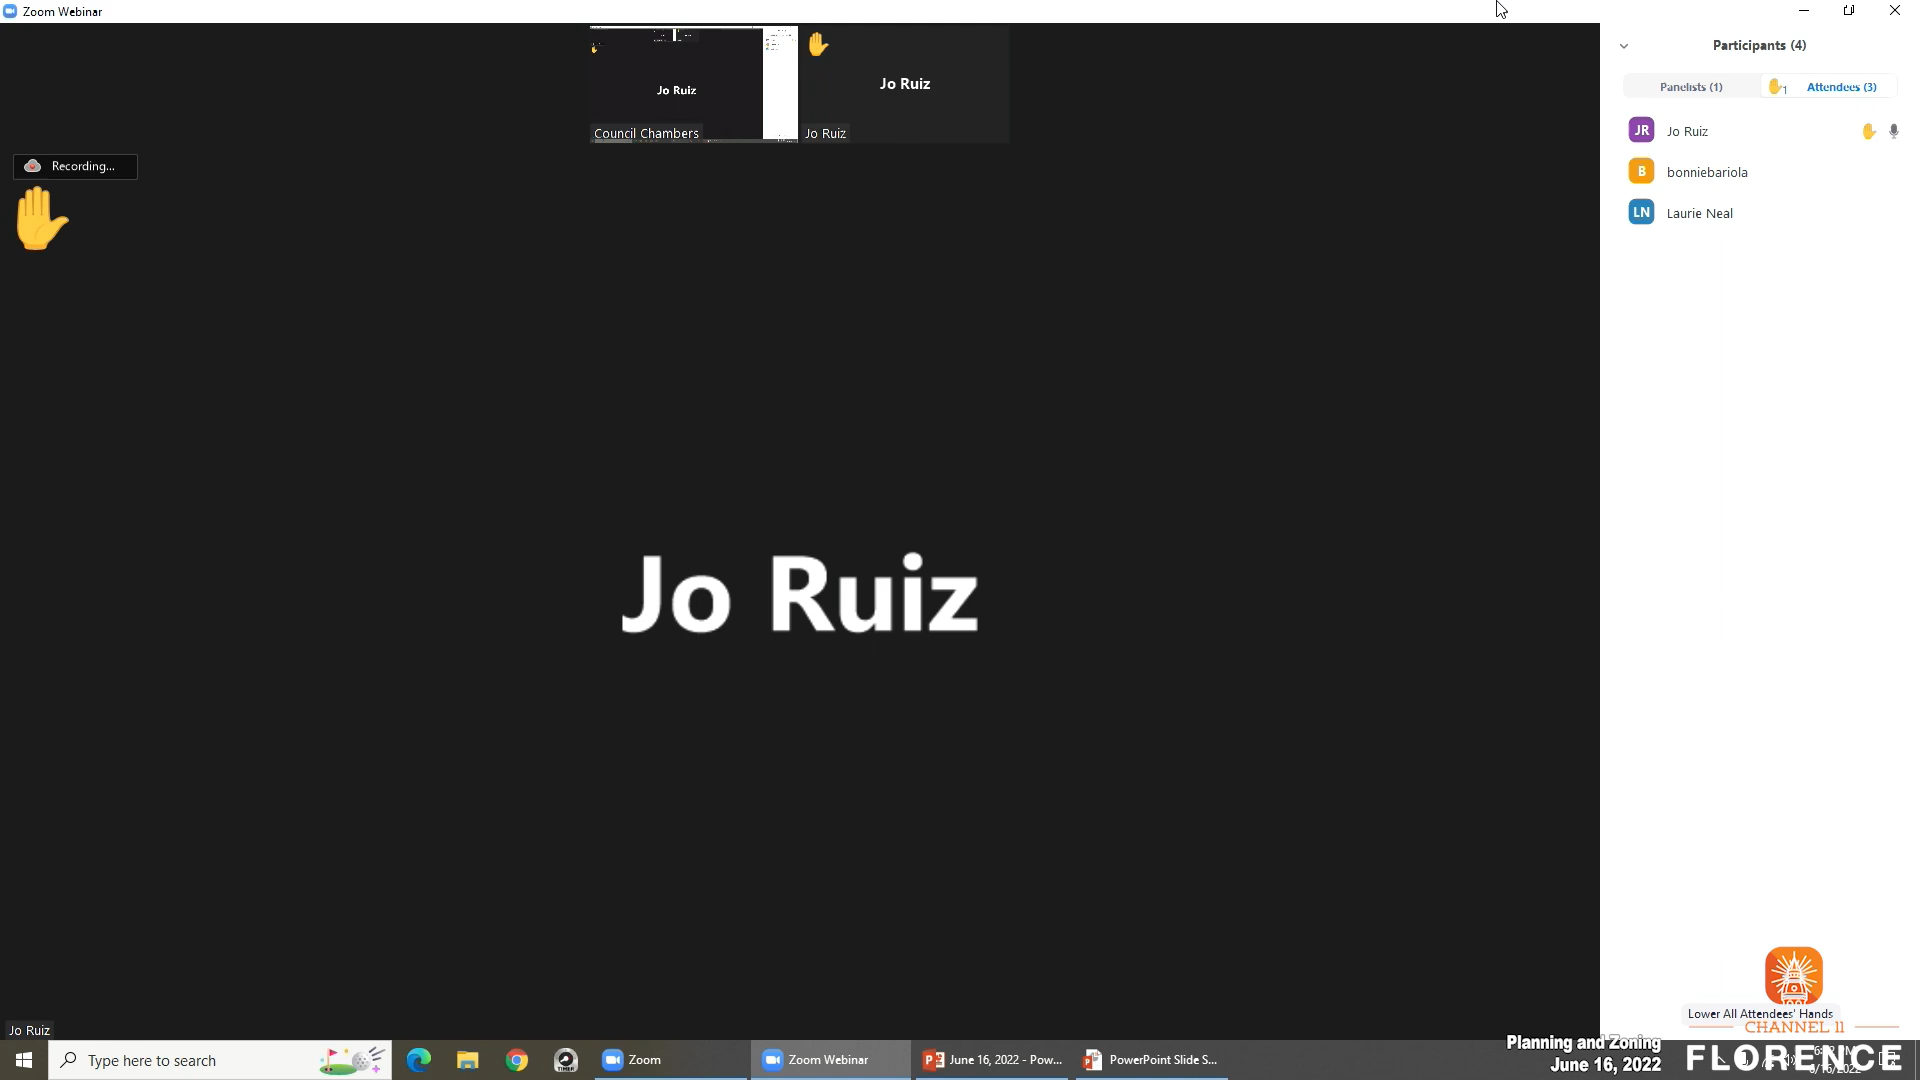 Zoom Webinar
Jo Ruiz
Council Chambers
Jo Ruiz
Jo Ruiz
Participants (4)
Panelists (1)
1
Attendees (3)
Recording...
JR Jo Ruiz
B bonniebariola
LN Laurie Neal
Jo Ruiz
Jo Ruiz
Lower All Attendees' Hands
CHANNEL 11
Type here to search
TIMER
Zoom
Zoom Webinar
June 16, 2022 - Pow...
PowerPoint Slide S...
Planning and Zoning
June 16, 2022
FLORENCE